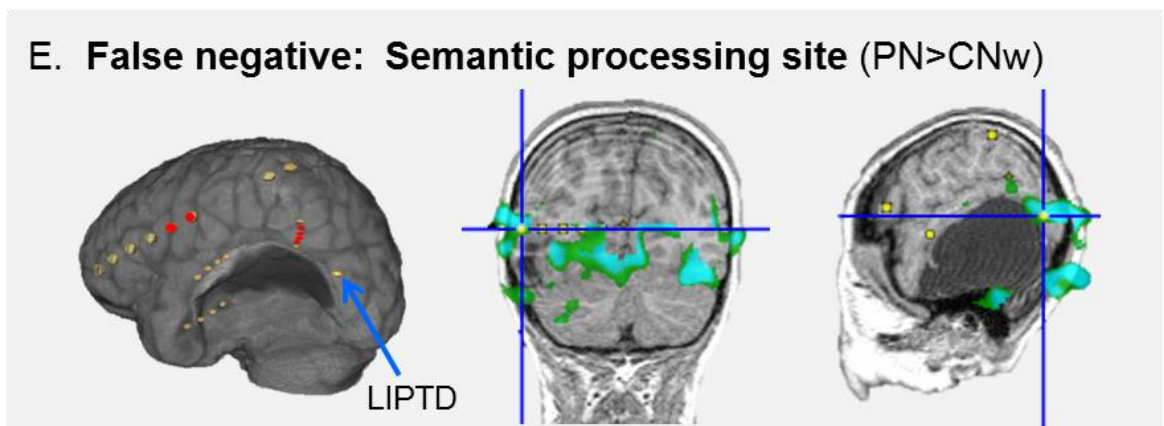 E. False negative: Semantic processing site (PN>CNw)
LIPTD